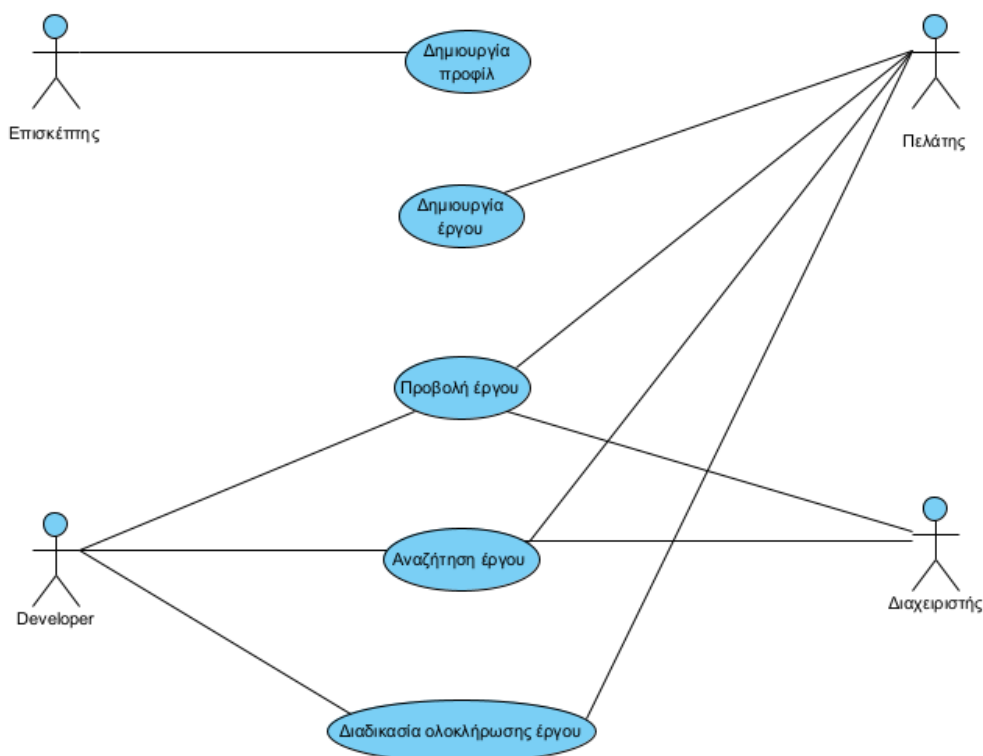 Δημιουργία
προφίλ
Επισκέπτης
Πελάτης
Δημιουργία
έργου
Προβολή έργου
Αναζήτηση έργου
Developer
Διαχειριστής
Διαδικασία ολοκλήρωσης έργου